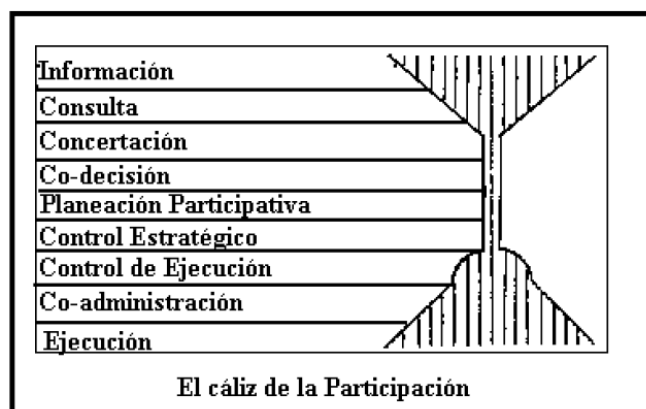 Información
Consulta
Concertación
Co-decisión
Planeación Participativa
Control Estratégico
Control de Ejecución
Co-administración
Ejecución
El cáliz de la Participación